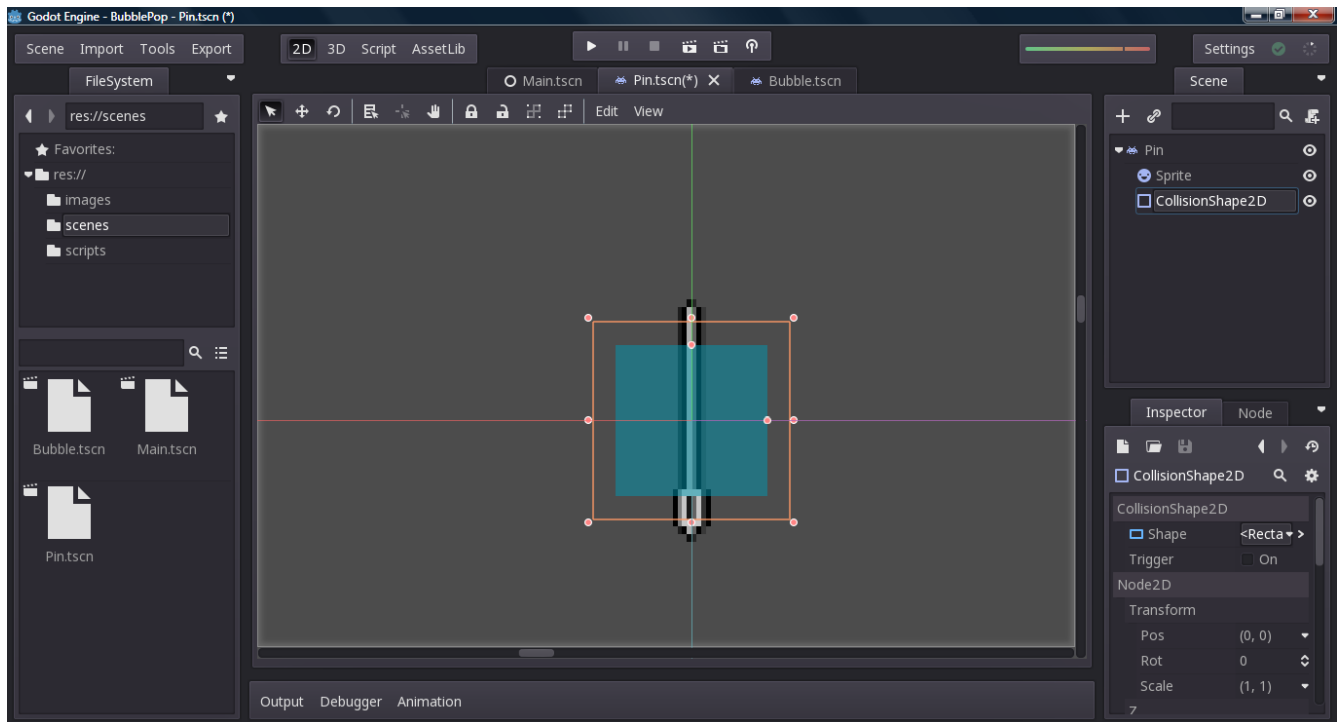 Godot Engine - BubblePop - Pin.tscn (*)
Scene Import Tools Export
2D 3D Script AssetLib
Settings
FileSystem
Main.tscn
Pin.tscn(*)
Bubble.tscn
Scene
res://scenes
Edit View
Favorites:
res://
images
scenes
scripts
Pin
Sprite
CollisionShape2D
Bubble.tscn
Main.tscn
Pin.tscn
Inspector Node
CollisionShape2D
CollisionShape2D
Shape <Recta
Trigger On
Node2D
Transform
Pos (0, 0)
Rot 0
Scale (1, 1)
Z
Output Debugger Animation